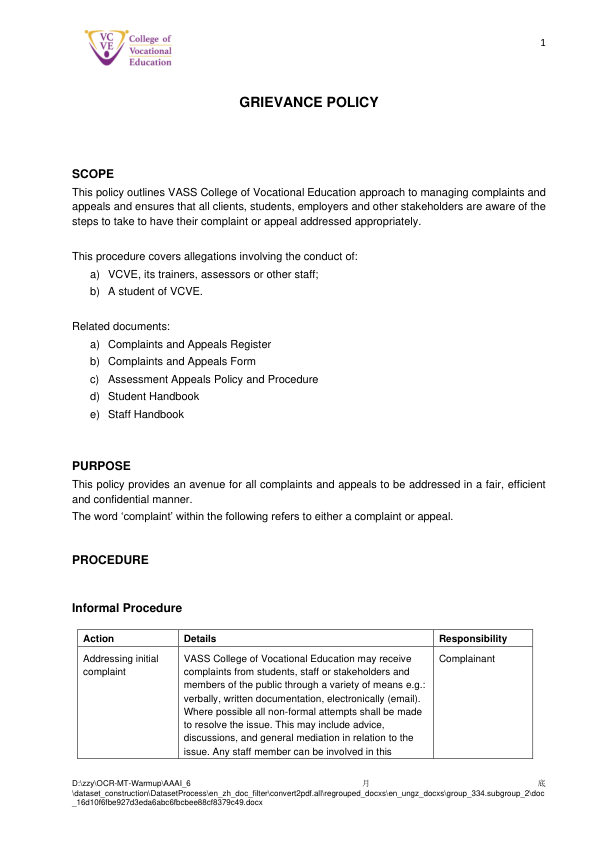 VC
VE
College of
Vocational
Education
1
GRIEVANCE POLICY
SCOPE
This policy outlines VASS College of Vocational Education approach to managing complaints and
appeals and ensures that all clients, students, employers and other stakeholders are aware of the
steps to take to have their complaint or appeal addressed appropriately.
This procedure covers allegations involving the conduct of:
a) VCVE, its trainers, assessors or other staff;
b) A student of VCVE.
Related documents:
a) Complaints and Appeals Register
b) Complaints and Appeals Form
c) Assessment Appeals Policy and Procedure
d) Student Handbook
e) Staff Handbook
PURPOSE
This policy provides an avenue for all complaints and appeals to be addressed in a fair, efficient
and confidential manner.
The word ‘complaint’ within the following refers to either a complaint or appeal.
PROCEDURE
Informal Procedure
Action Details Responsibility
Addressing initial
complaint
VASS College of Vocational Education may receive
complaints from students, staff or stakeholders and
members of the public through a variety of means e.g.:
verbally, written documentation, electronically (email).
Where possible all non-formal attempts shall be made
to resolve the issue. This may include advice,
discussions, and general mediation in relation to the
issue. Any staff member can be involved in this
Complainant
D:\zzy\OCR-MT-Warmup\AAAI_6 月 底
\dataset_construction\DatasetProcess\en_zh_doc_filter\convert2pdf.all\regrouped_docxs\en_ungz_docxs\group_334.subgroup_2\doc
_16d10f6fbe927d3eda6abc6fbcbee88cf8379c49.docx